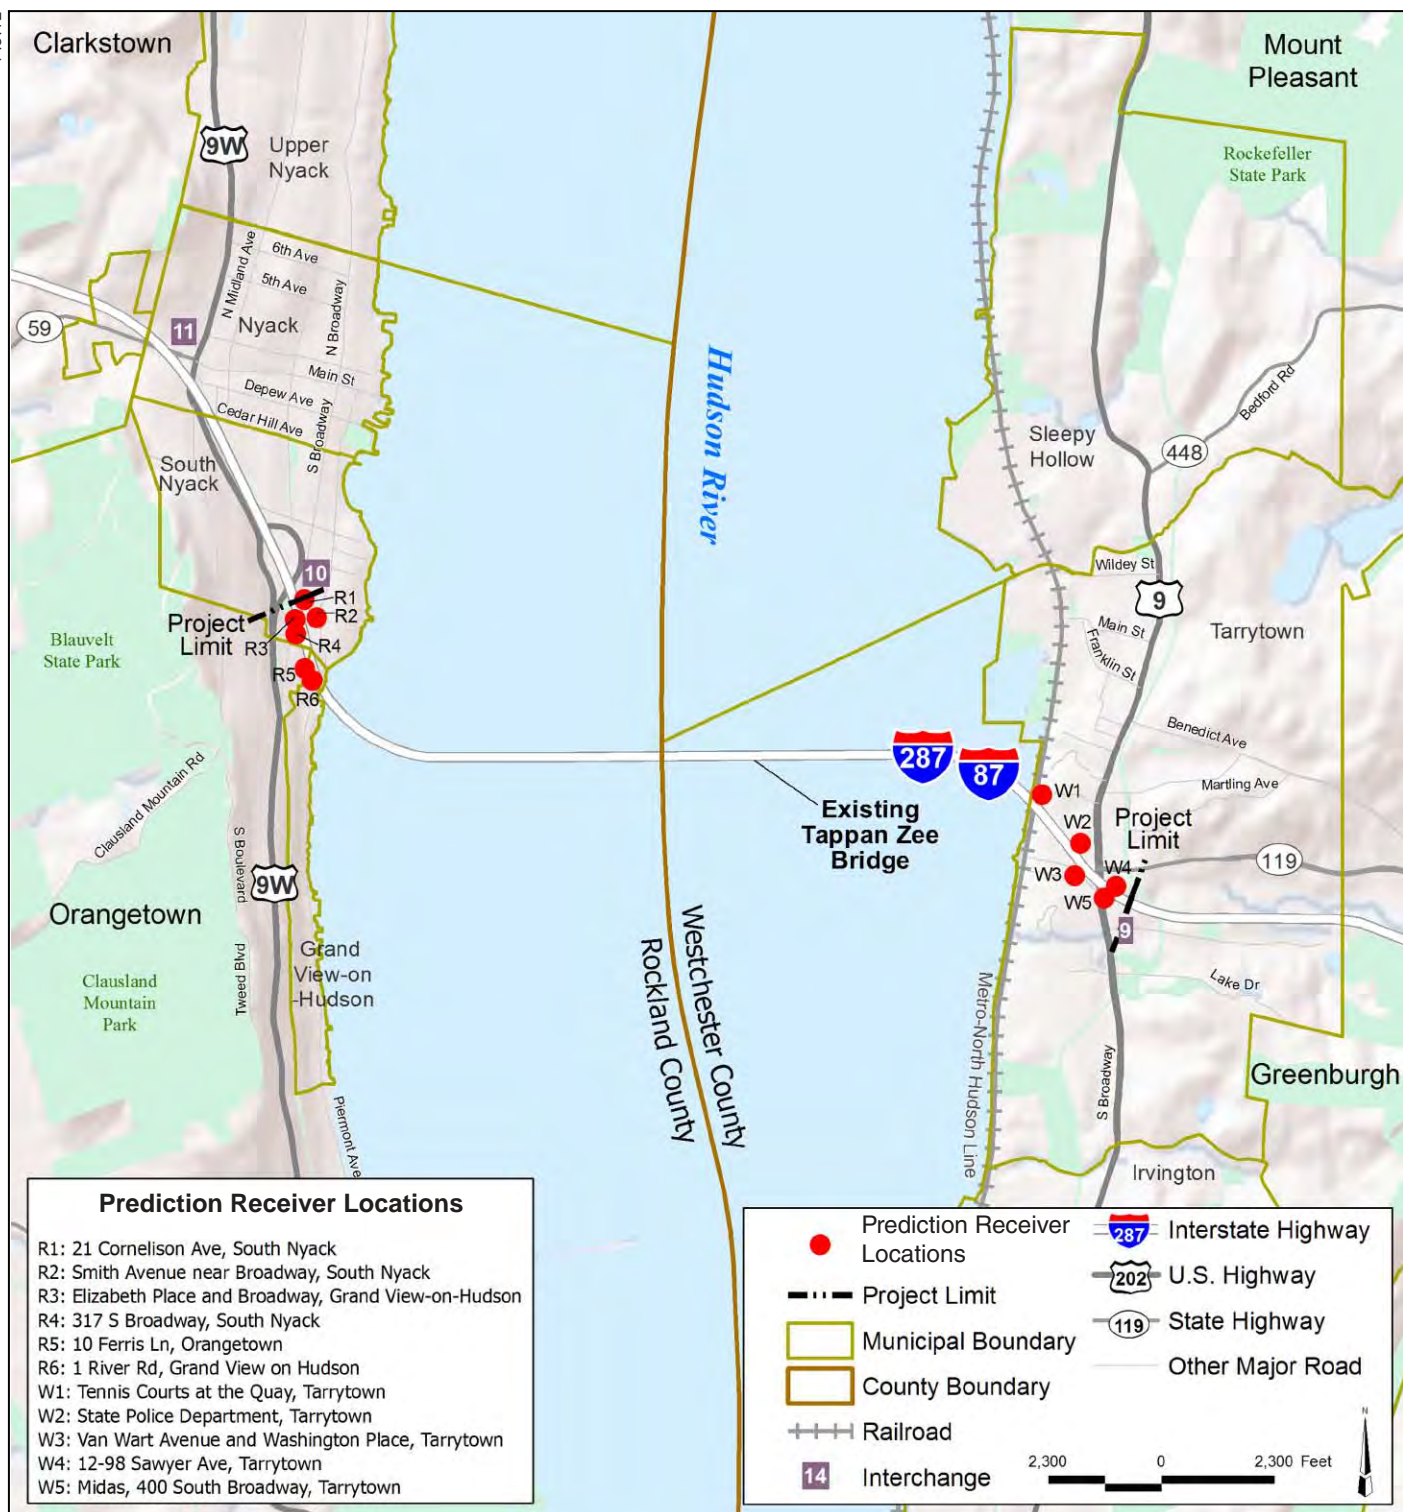 Clarkstown
Mount
Pleasant
9W
Upper
Nyack
Rockefeller
State Park
6th Ave
5th Ave
N Midland Ave
N Broadway
Nyack
59
11
Main St
Depew Ave
Cedar Hill Ave
S Broadway
Hudson River
Bedford Rd
Sleepy
Hollow
448
South
Nyack
10
Wildey St
9
R1
R2
R3
R4
R5
R6
Project
Limit
Main St
Franklin St
Tarrytown
Blauvelt
State Park
Benedict Ave
287
87
Martling Ave
Clausland Mountain Rd
Existing
Tappan Zee
Bridge
W1
W2
W3
W4
W5
Project
Limit
119
S Boulevard
9W
Orangetown
9
Grand
View-on
-Hudson
Tweed Blvd
Clausland
Mountain
Park
Westchester County
Rockland County
Metro-North Hudson Line
Lake Dr
S Broadway
Greenburgh
Piermont Ave
Irvington
Prediction Receiver Locations
R1: 21 Cornelison Ave, South Nyack
R2: Smith Avenue near Broadway, South Nyack
R3: Elizabeth Place and Broadway, Grand View-on-Hudson
R4: 317 S Broadway, South Nyack
R5: 10 Ferris Ln, Orangetown
R6: 1 River Rd, Grand View on Hudson
W1: Tennis Courts at the Quay, Tarrytown
W2: State Police Department, Tarrytown
W3: Van Wart Avenue and Washington Place, Tarrytown
W4: 12-98 Sawyer Ave, Tarrytown
W5: Midas, 400 South Broadway, Tarrytown
Prediction Receiver
Locations
Project Limit
Municipal Boundary
County Boundary
Railroad
14 Interchange
287 Interstate Highway
202 U.S. Highway
119 State Highway
Other Major Road
N
2,300 0 2,300 Feet